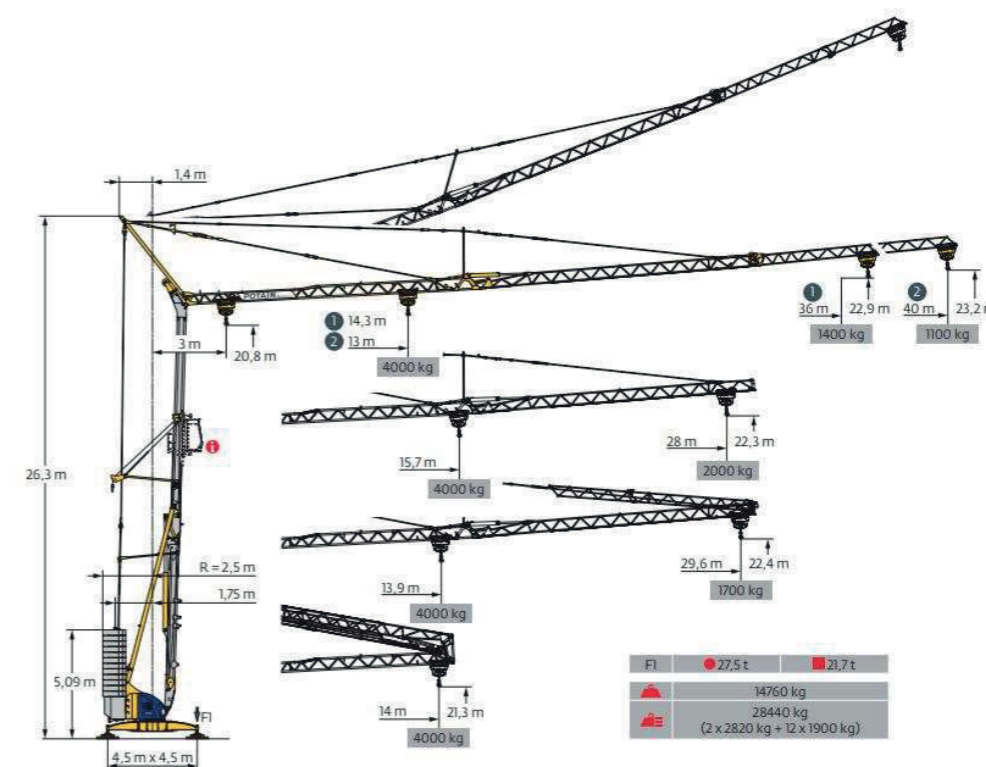 1,4 m
POTAIN
26,3 m
3 m
20,8 m
1 14,3 m
2 13 m
4000 kg
1
36 m
22,9 m
1400 kg
2
40 m
23,2 m
1100 kg
i
15,7 m
4000 kg
28 m
22,3 m
2000 kg
13,9 m
4000 kg
29,6 m
22,4 m
1700 kg
R = 2,5 m
1,75 m
5,09 m
F1
4,5 m x 4,5 m
14 m
21,3 m
4000 kg
F1 27,5 t 21,7 t
14760 kg
28440 kg
(2 x 2820 kg + 12 x 1900 kg)